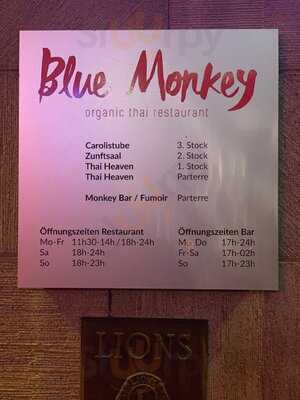 Blue Monkey
organic thai restaurant
Carolistube 3. Stock
Zunftsaal 2. Stock
Thai Heaven 1. Stock
Thai Heaven Parterre
Monkey Bar / Fumoir Parterre
Öffnungszeiten Restaurant Öffnungszeiten Bar
Mo-Fr 11h30-14h / 18h-24h Mo-Do 17h-24h
Sa 18h-24h Fr-Sa 17h-02h
So 18h-23h So 17h-23h
LIONS